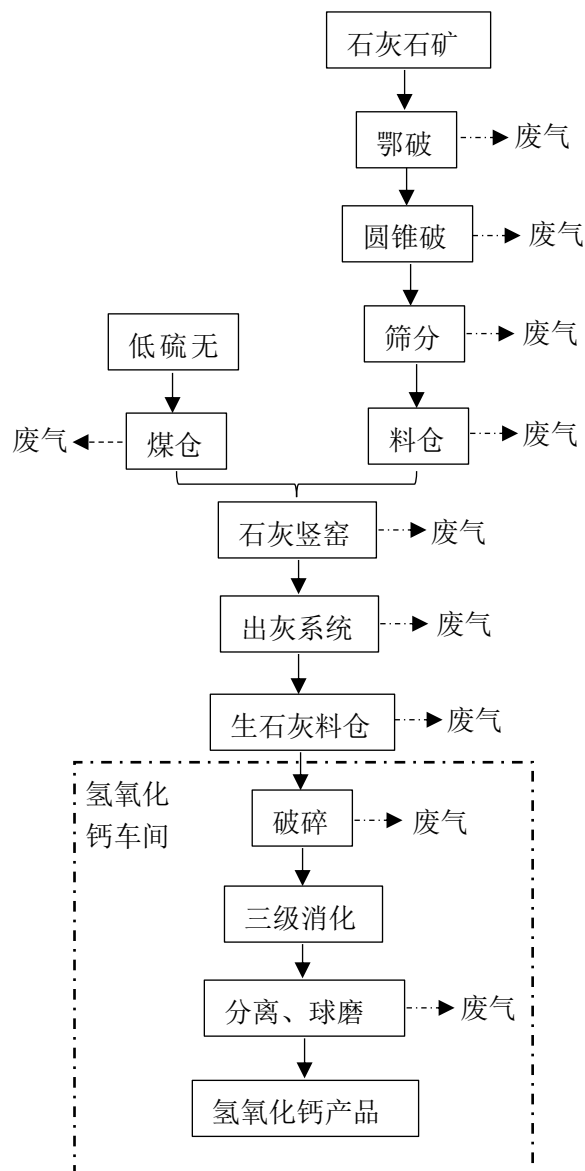 石灰石矿
鄂破
废气
圆锥破
废气
筛分
废气
低硫无
料仓
废气
煤仓
废气
石灰竖窑
废气
出灰系统
废气
生石灰料仓
废气
氢氧化
钙车间
破碎
废气
三级消化
分离、球磨
废气
氢氧化钙产品